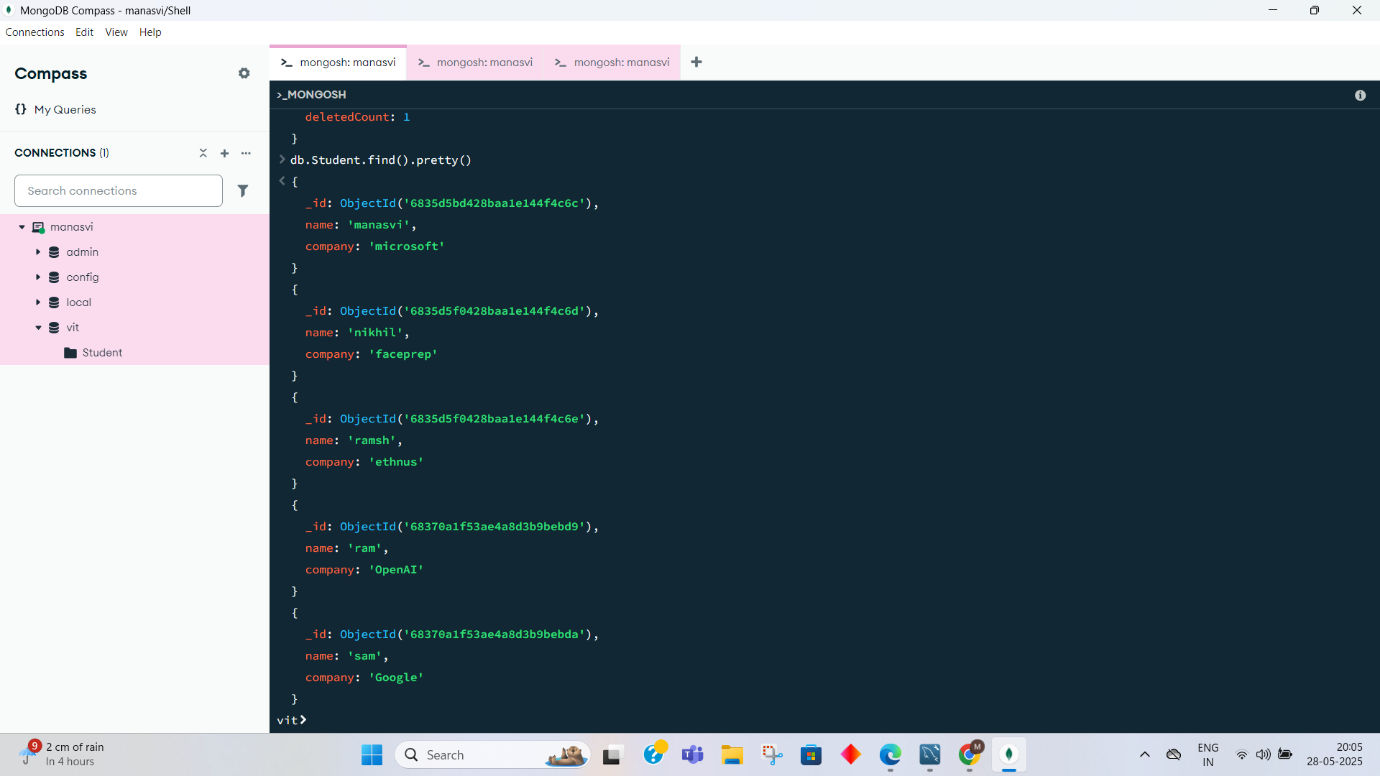 MongoDB Compass - manasvi/Shell
Connections Edit View Help
Compass
{} My Queries
CONNECTIONS (1)
Search connections
manasvi
admin
config
local
vit
Student
>_ mongosh: manasvi >_ mongosh: manasvi >_ mongosh: manasvi +
>_MONGOSH
deletedCount: 1
}
> db.Student.find().pretty()
< {
_id: ObjectId('6835d5bd428baa1e144f4c6c'),
name: 'manasvi',
company: 'microsoft'
}
{
_id: ObjectId('6835d5f0428baa1e144f4c6d'),
name: 'nikhil',
company: 'faceprep'
}
{
_id: ObjectId('6835d5f0428baa1e144f4c6e'),
name: 'ramsh',
company: 'ethnus'
}
{
_id: ObjectId('68370a1f53ae4a8d3b9bebd9'),
name: 'ram',
company: 'OpenAI'
}
{
_id: ObjectId('68370a1f53ae4a8d3b9bebda'),
name: 'sam',
company: 'Google'
}
vit>
9
2 cm of rain
In 4 hours
Search
M
ENG
IN
20:05
28-05-2025